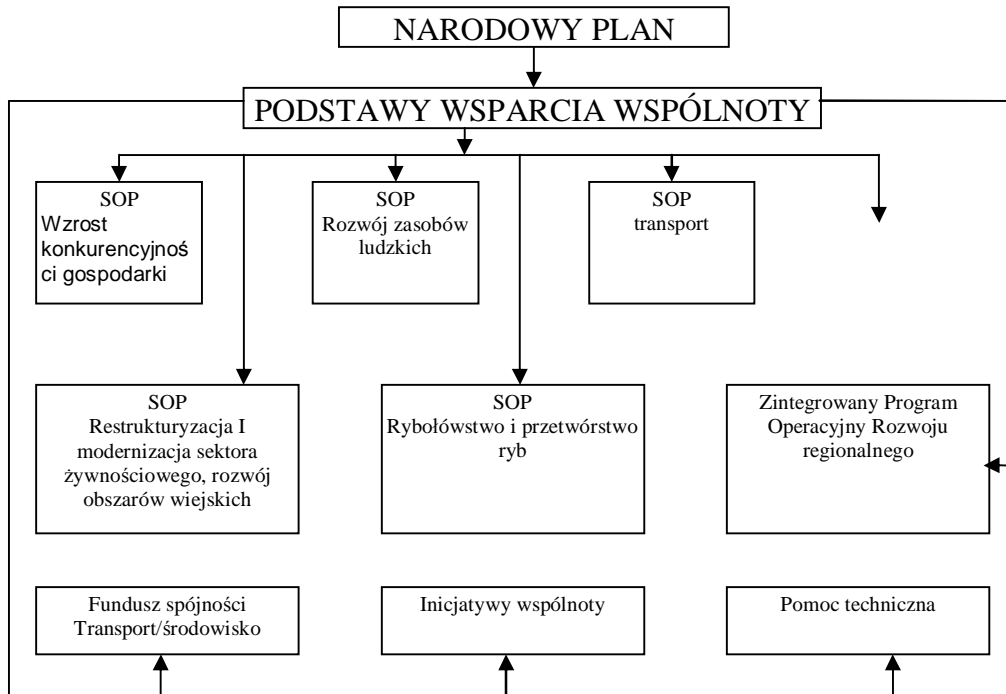 NARODOWY PLAN
PODSTAWY WSPARCIA WSPÓLNOTY
SOP
Wzrost
konkurencyjnoś
ci gospodarki
SOP
Rozwój zasobów
ludzkich
SOP
transport
SOP
Restrukturyzacja I
modernizacja sektora
żywnościowego, rozwój
obszarów wiejskich
SOP
Rybołówstwo i przetwórstwo
ryb
Zintegrowany Program
Operacyjny Rozwoju
regionalnego
Fundusz spójności
Transport/środowisko
Inicjatywy wspólnoty
Pomoc techniczna